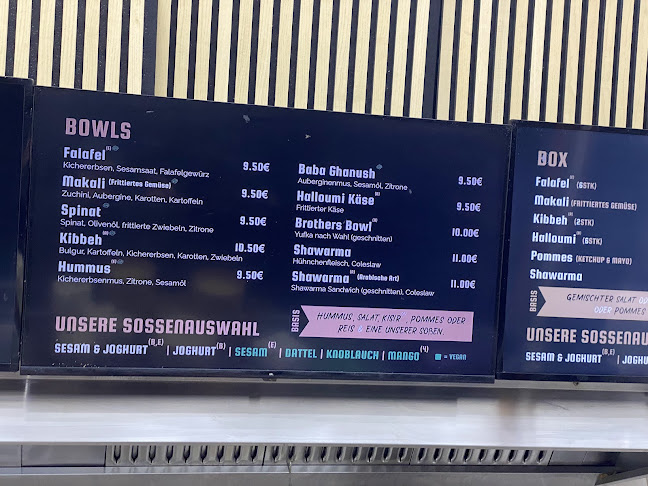 BOWLS
Falafel 9.50€
Kichererbsen, Sesamsaat, Falafelgewürz
Makali (Frittiertes Gemüse) 9.50€
Zuchini, Aubergine, Karotten, Kartoffeln
Spinat 9.50€
Spinat, Olivenöl, frittierte Zwiebeln, Zitrone
Kibbeh 10.50€
Bulgur, Kartoffeln, Kichererbsen, Karotten, Zwiebeln
Hummus 9.50€
Kichererbsenmus, Zitrone, Sesamöl
Baba Ghanush 9.50€
Auberginenmus, Sesamöl, Zitrone
Halloumi Käse 9.50€
Frittierter Käse
Brothers Bowl 10.00€
Yufka nach Wahl (geschnitten)
Shawarma 11.00€
Hühnchenfleisch, Coleslaw
Shawarma (Arabische Art) 11.00€
Shawarma Sandwich (geschnitten), Coleslaw
BASIS
HUMMUS, SALAT, KISIR , POMMES ODER
REIS & EINE UNSERER SOßEN.
UNSERE SOSSENAUSWAHL
SESAM & JOGHURT (B,E) | JOGHURT (B) | SESAM (E) | DATTEL | KNOBLAUCH | MANGO (4)
= VEGAN
BOX
Falafel (6STK)
Makali (FRITTIERTES GEMÜSE)
Kibbeh (2STK)
Halloumi (6STK)
Pommes (KETCHUP & MAYO)
Shawarma
BASIS
GEMISCHTER SALAT
ODER POMMES
UNSERE SOSSENAU
SESAM & JOGHURT (B,E) | JOGHU